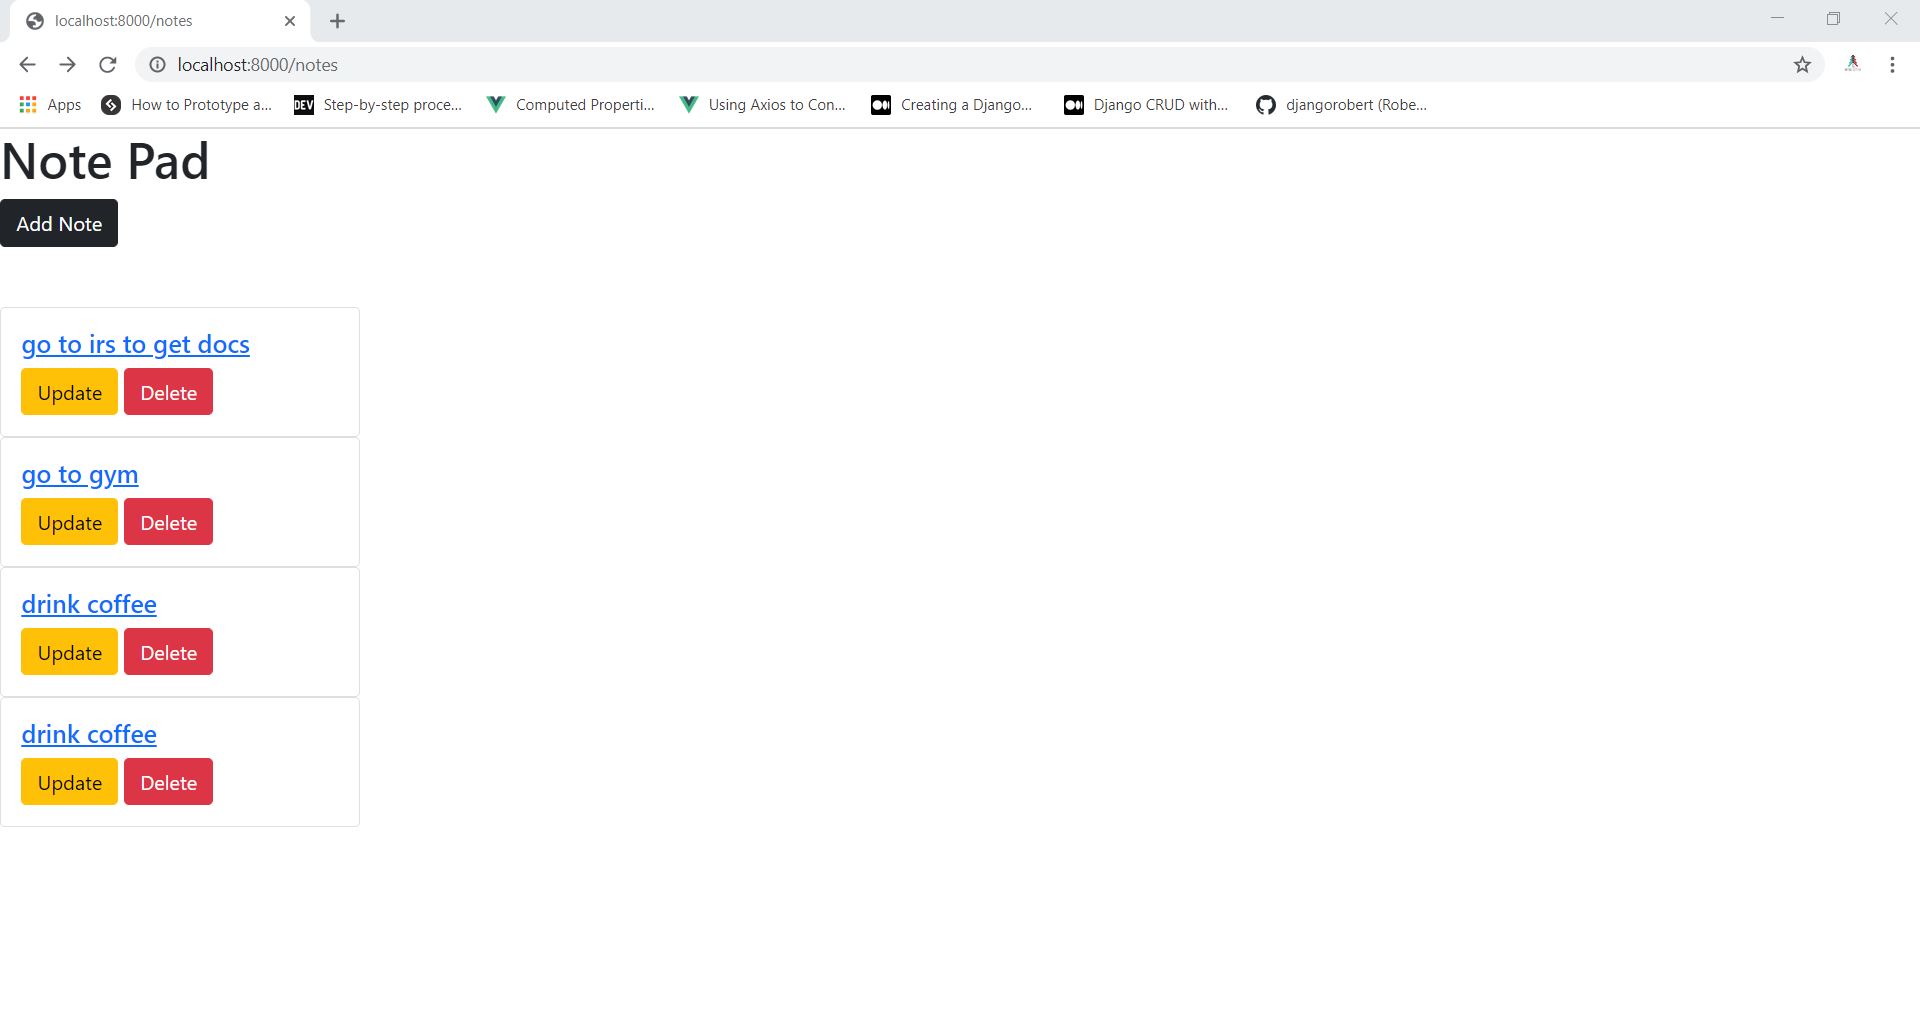 localhost:8000/notes
localhost:8000/notes
Apps How to Prototype a... DEV Step-by-step proce... Computed Properti... Using Axios to Con... Creating a Django... Django CRUD with... djangorobert (Robe...
Note Pad
Add Note
go to irs to get docs
Update Delete
go to gym
Update Delete
drink coffee
Update Delete
drink coffee
Update Delete